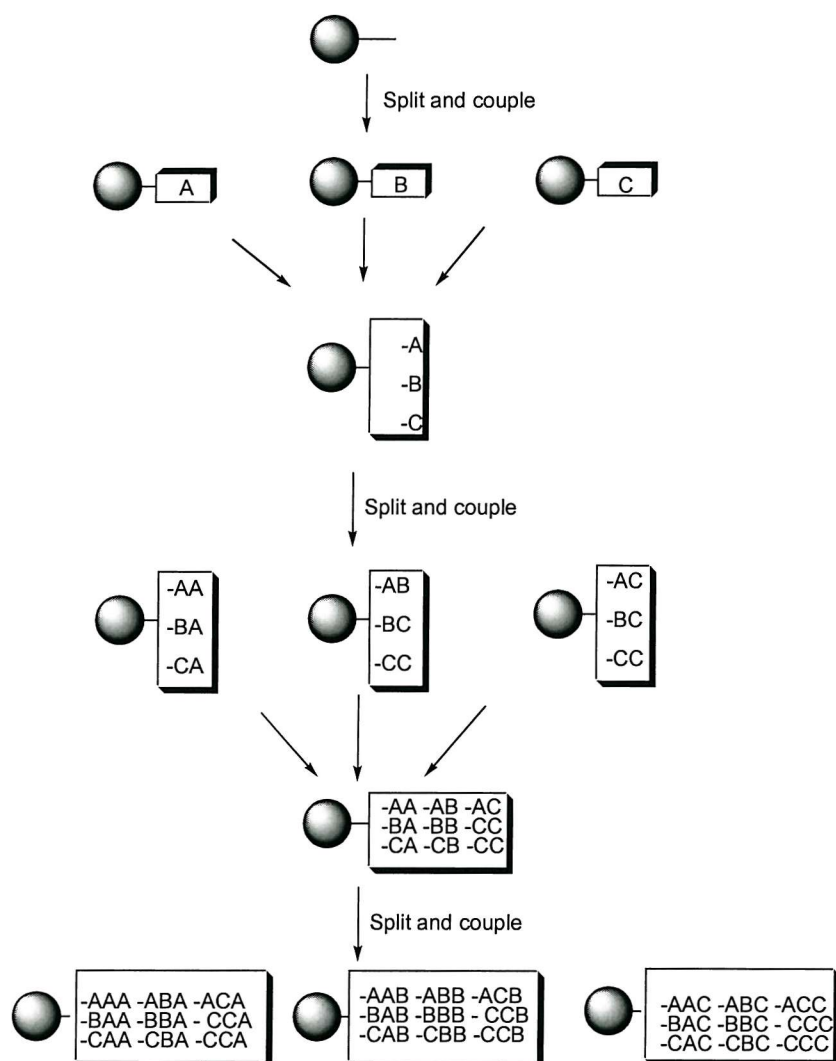 Split and couple
A
B
C
-A
-B
-C
Split and couple
-AA
-BA
-CA
-AB
-BC
-CC
-AC
-BC
-CC
-AA -AB -AC
-BA -BB -CC
-CA -CB -CC
Split and couple
-AAA -ABA -ACA
-BAA -BBA - CCA
-CAA -CBA -CCA
-AAB -ABB -ACB
-BAB -BBB - CCB
-CAB -CBB -CCB
-AAC -ABC -ACC
-BAC -BBC - CCC
-CAC -CBC -CCC